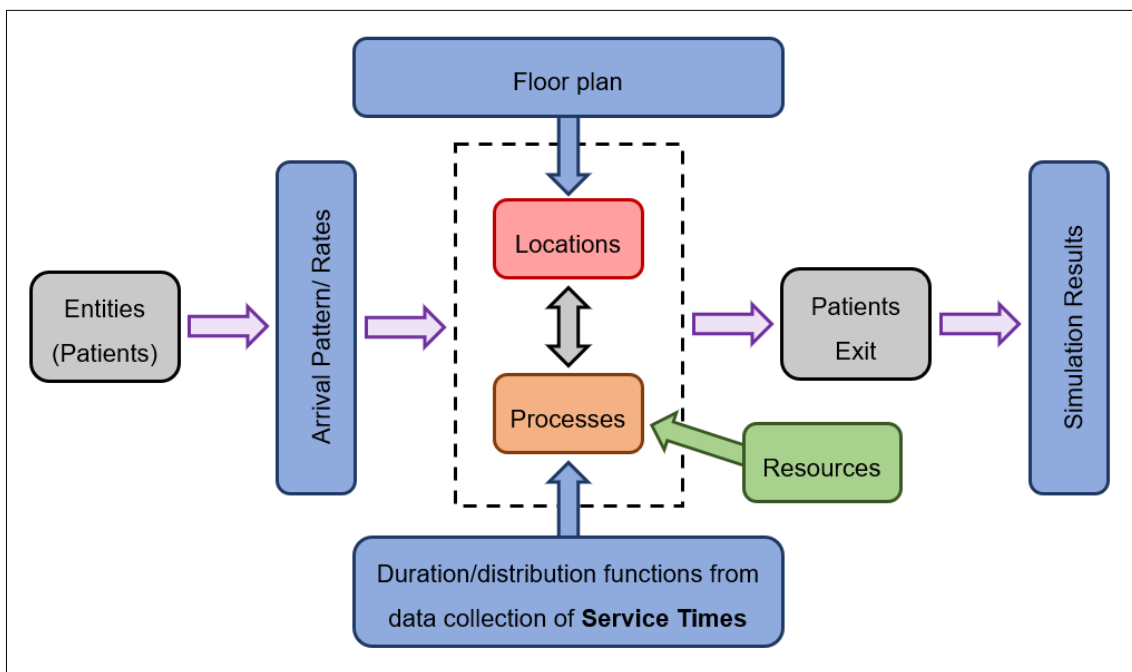 Floor plan
Entities
(Patients)
Arrival Pattern/ Rates
Locations
Processes
Resources
Patients
Exit
Simulation Results
Duration/distribution functions from
data collection of Service Times